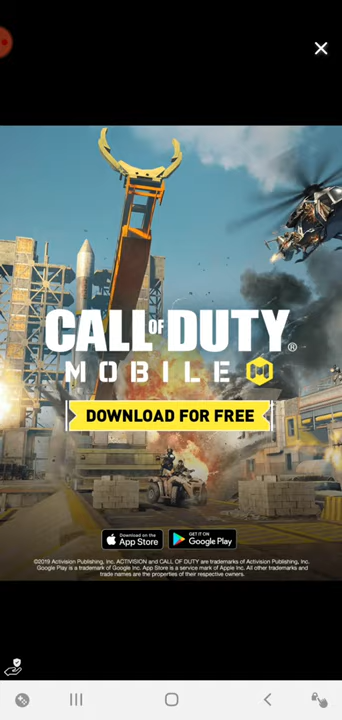 CALL OF DUTY®
MOBILE
DOWNLOAD FOR FREE
Download on the
App Store
GET IT ON
Google Play
©2019 Activision Publishing, Inc. ACTIVISION and CALL OF DUTY are trademarks of Activision Publishing, Inc.
Google Play is a trademark of Google Inc. App Store is a service mark of Apple Inc. All other trademarks and
trade names are the properties of their respective owners.